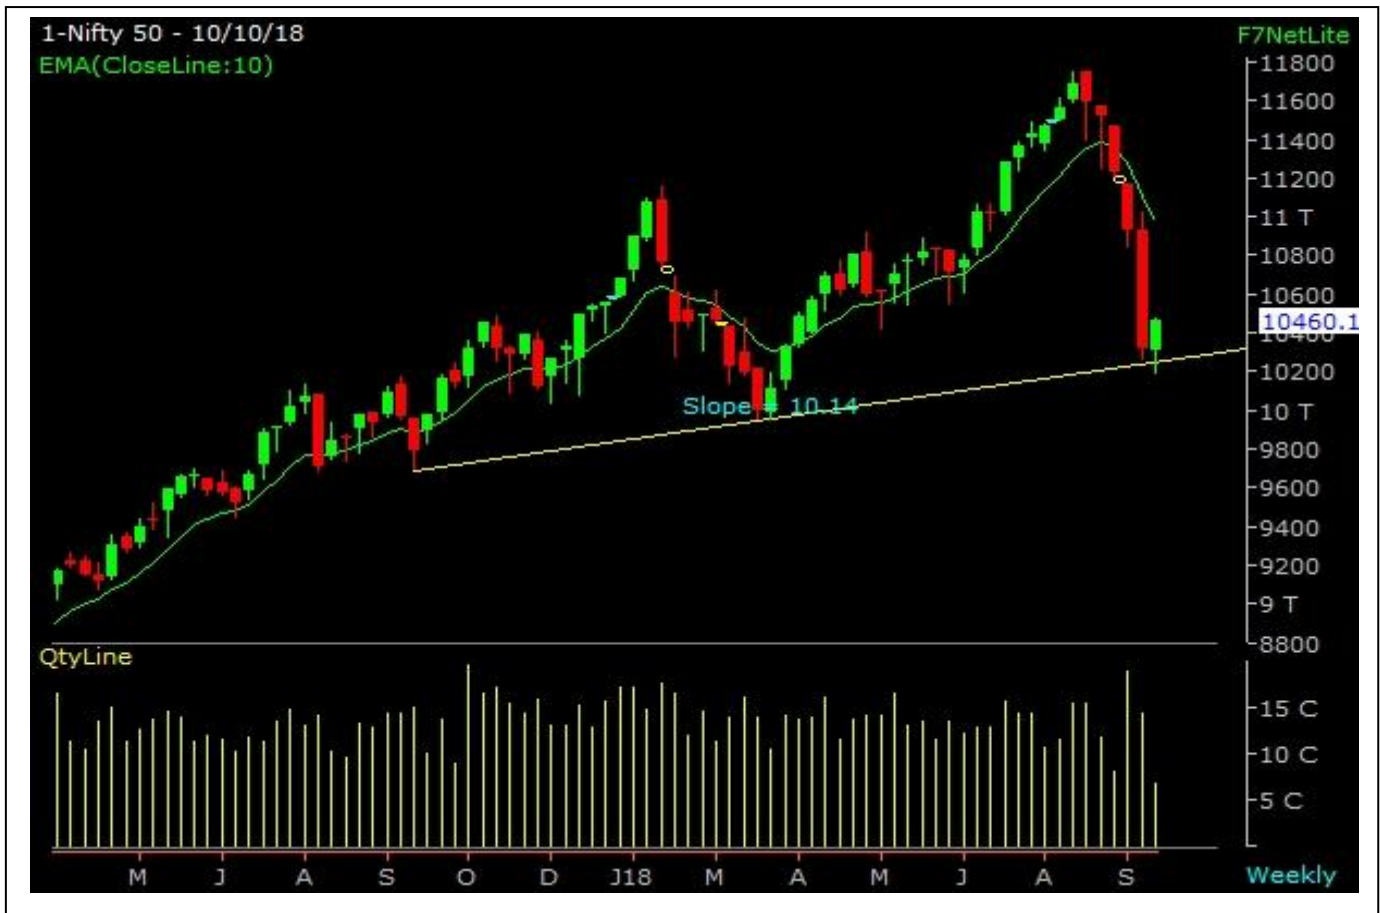 1-Nifty 50 - 10/10/18
F7NetLite
EMA(CloseLine:10)
11800
11600
11400
11200
11 T
10800
10600
10460.1
10400
10200
10 T
9800
9600
9400
9200
9 T
8800
Slope = 10.14
QtyLine
15 C
10 C
5 C
M J A S O D J18 M A M J A S
Weekly